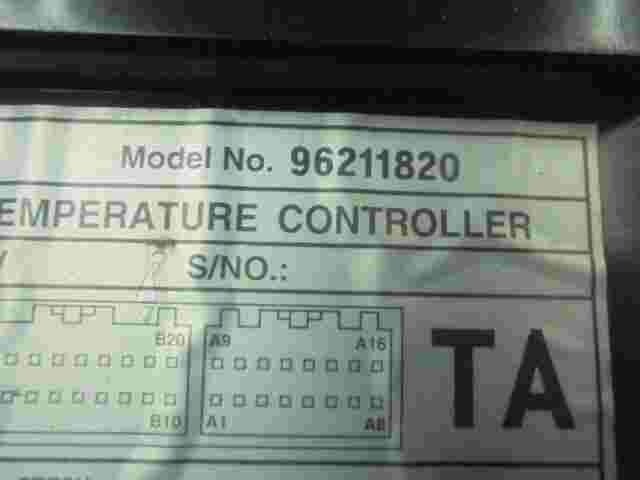 Model No. 96211820
EMPERATURE CONTROLLER
S/NO.:
B20 A9 A16
TA
B10 A1 A8